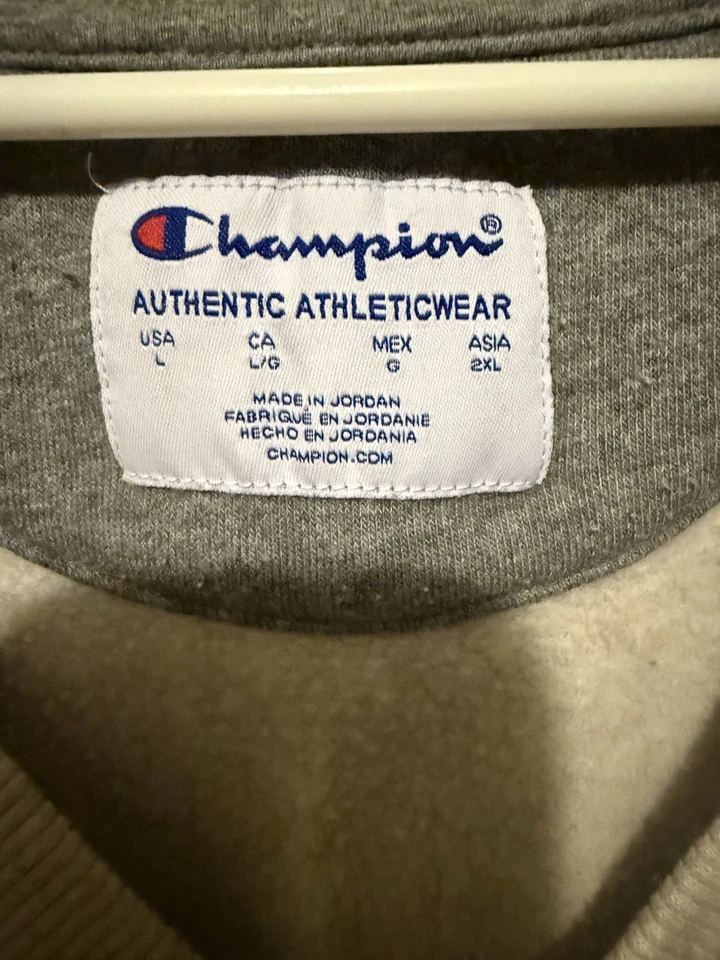 Champion®
AUTHENTIC ATHLETICWEAR
USA CA MEX ASIA
L L/G G 2XL
MADE IN JORDAN
FABRIQUÉ EN JORDANIE
HECHO EN JORDANIA
CHAMPION.COM